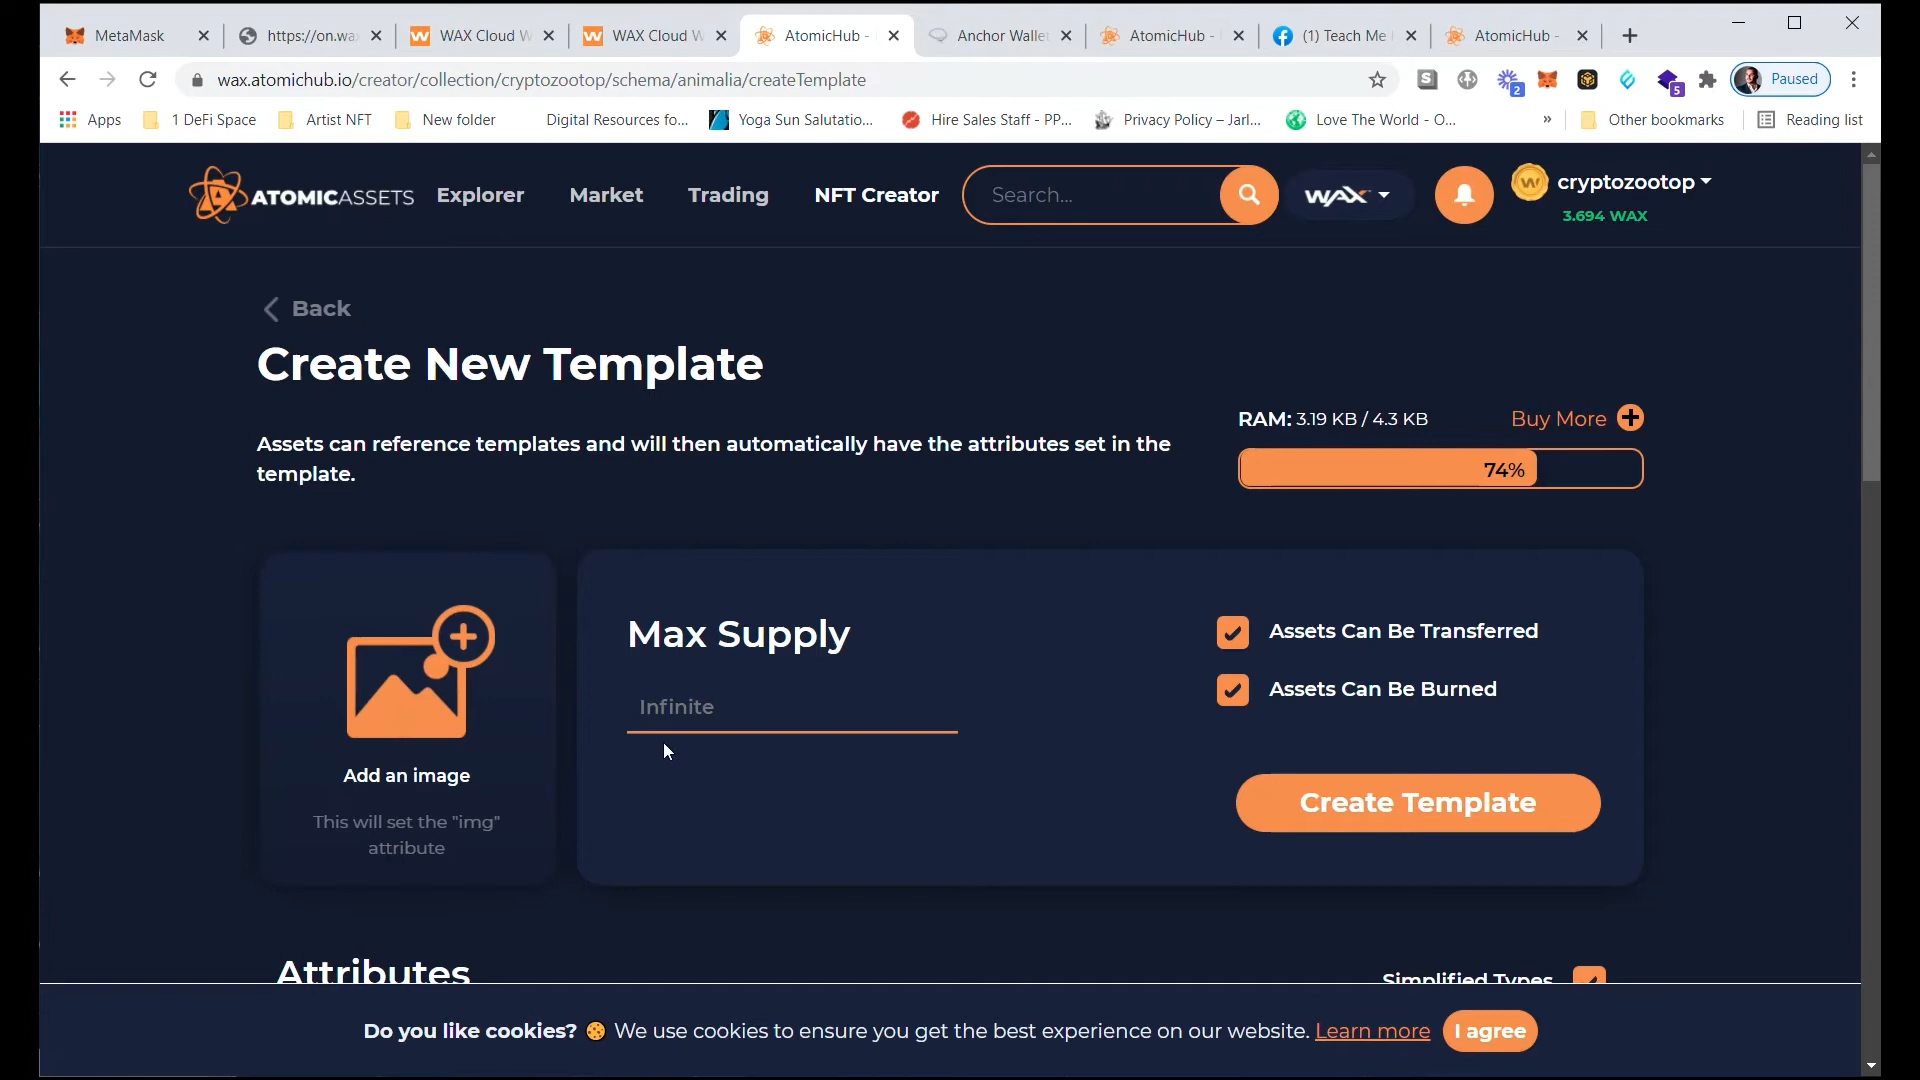 MetaMask
https://on.wa
WAX Cloud W
WAX Cloud W
AtomicHub -
Anchor Wallet
AtomicHub -
(1) Teach Me
AtomicHub -
wax.atomichub.io/creator/collection/cryptozootop/schema/animalia/createTemplate
2
5
Paused
Apps
1 DeFi Space
Artist NFT
New folder
Digital Resources fo...
Yoga Sun Salutatio...
Hire Sales Staff - PP...
Privacy Policy – Jarl...
Love The World - O...
»
Other bookmarks
Reading list
ATOMICASSETS
Explorer
Market
Trading
NFT Creator
Search...
WAX
cryptozootop
3.694 WAX
Back
Create New Template
Assets can reference templates and will then automatically have the attributes set in the
template.
RAM: 3.19 KB / 4.3 KB
Buy More
74%
Add an image
This will set the "img"
attribute
Max Supply
Infinite
Assets Can Be Transferred
Assets Can Be Burned
Create Template
Attributes
Simplified Types
Do you like cookies? 🍪 We use cookies to ensure you get the best experience on our website. Learn more
I agree